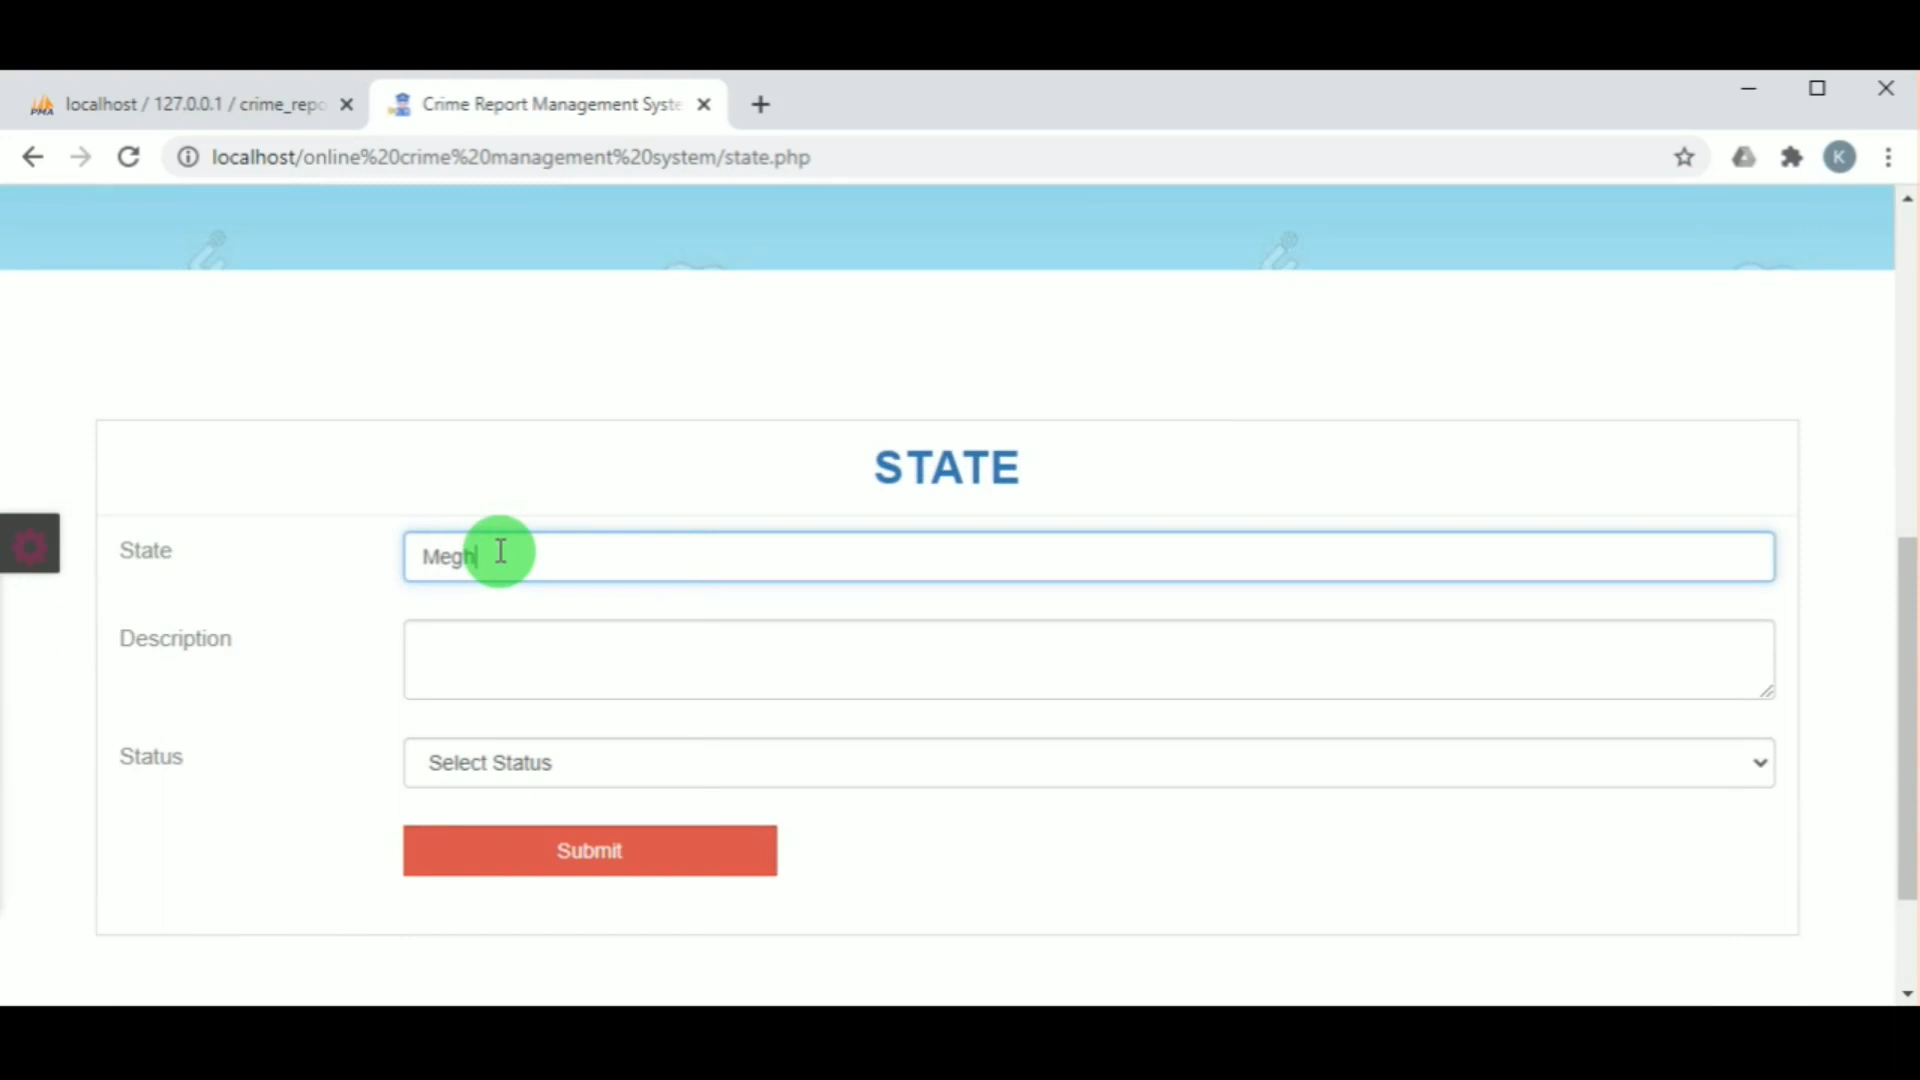 localhost / 127.0.0.1 / crime_repo
Crime Report Management Syste
localhost/online%20crime%20management%20system/state.php
K
STATE
State
Megh
Description
Status
Select Status
Submit